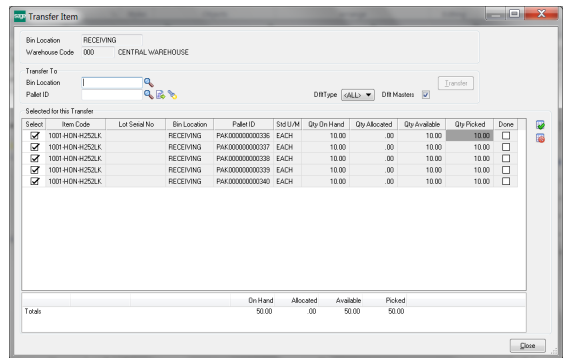 sage Transfer Item
Bin Location RECEIVING
Warehouse Code 000 CENTRAL WAREHOUSE
Transfer To
Bin Location
Pallet ID
DfltType <ALL> Dflt Masters
Transfer
Selected for this Transfer
Select Item Code Lot Serial No Bin Location Pallet ID Std U/M Qty On Hand Qty Allocated Qty Available Qty Picked Done
1001-HON-H252LK RECEIVING PAK000000000336 EACH 10.00 .00 10.00 10.00
1001-HON-H252LK RECEIVING PAK000000000337 EACH 10.00 .00 10.00 10.00
1001-HON-H252LK RECEIVING PAK000000000338 EACH 10.00 .00 10.00 10.00
1001-HON-H252LK RECEIVING PAK000000000339 EACH 10.00 .00 10.00 10.00
1001-HON-H252LK RECEIVING PAK000000000340 EACH 10.00 .00 10.00 10.00
On Hand Allocated Available Picked
Totals 50.00 .00 50.00 50.00
Close